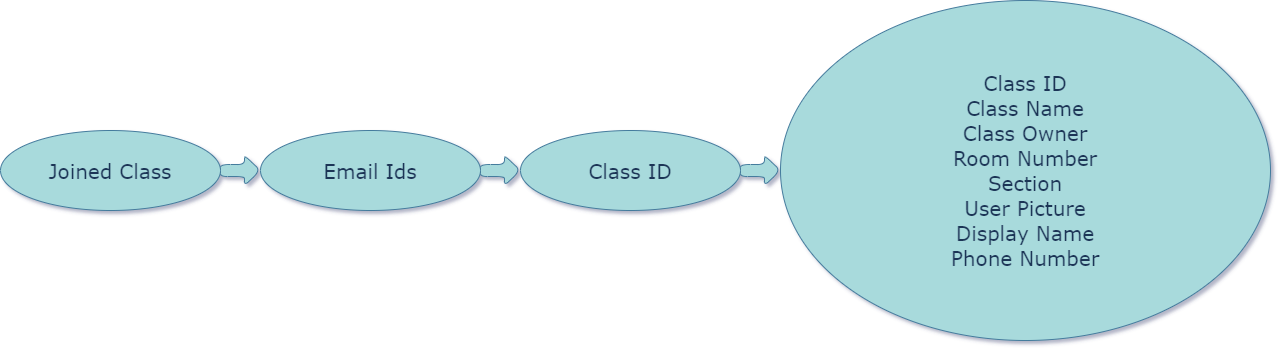 Joined Class
Email Ids
Class ID
Class ID
Class Name
Class Owner
Room Number
Section
User Picture
Display Name
Phone Number